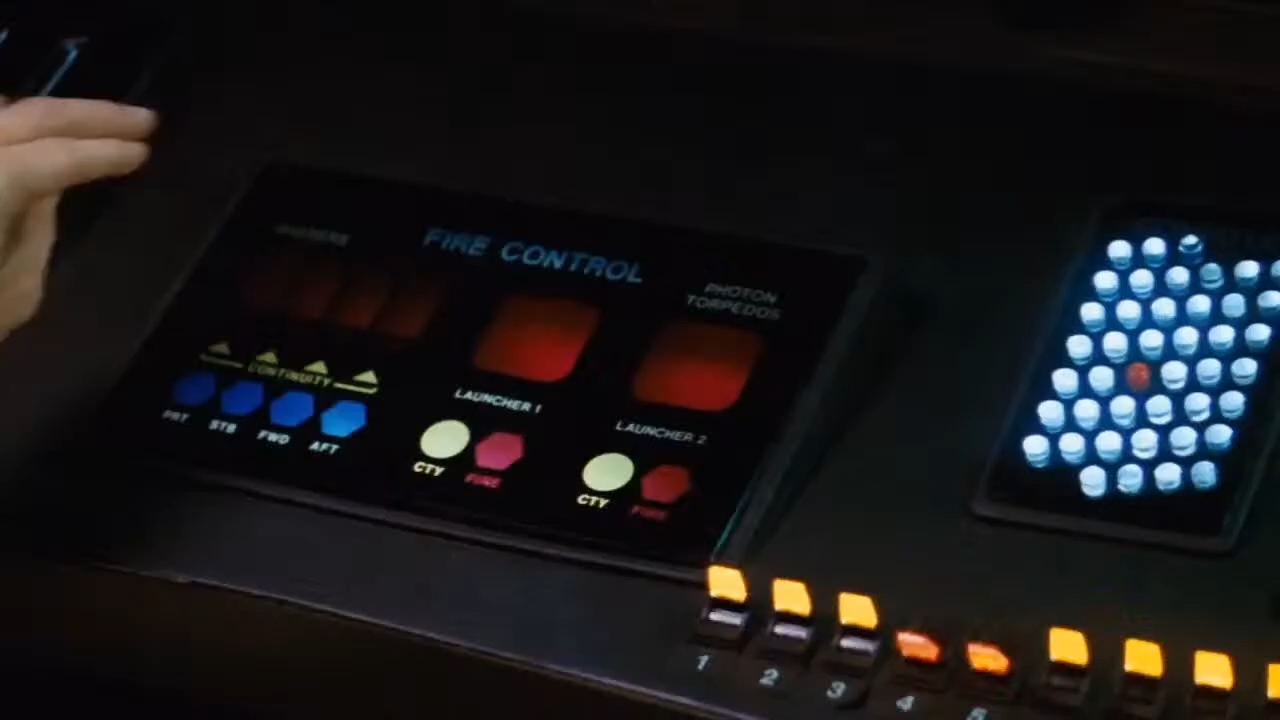 FIRE CONTROL
PHOTON
TORPEDOS
CONTINUITY
PRT STB FWD AFT
LAUNCHER 1
LAUNCHER 2
CTY FIRE
CTY FIRE
1 2 3 4 5